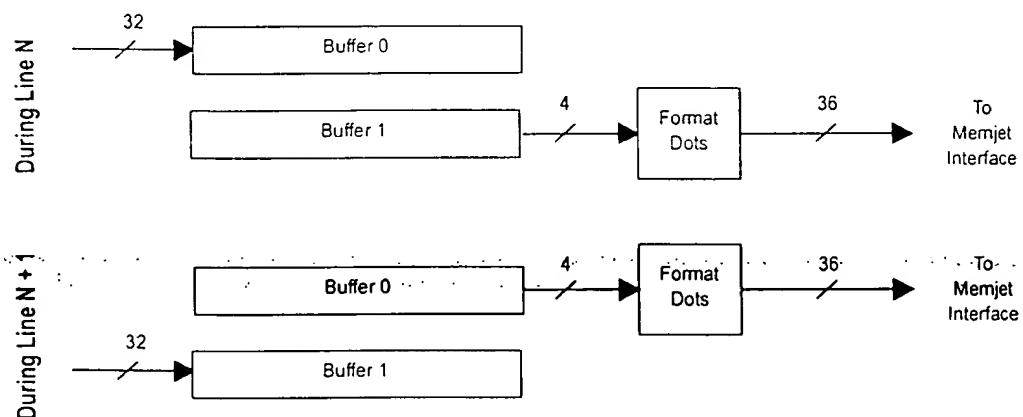 During Line N
32
Buffer 0
Buffer 1
4
Format
Dots
36
To
Memjet
Interface
During Line N + 1
Buffer 0
4
Format
Dots
36
To
Memjet
Interface
32
Buffer 1